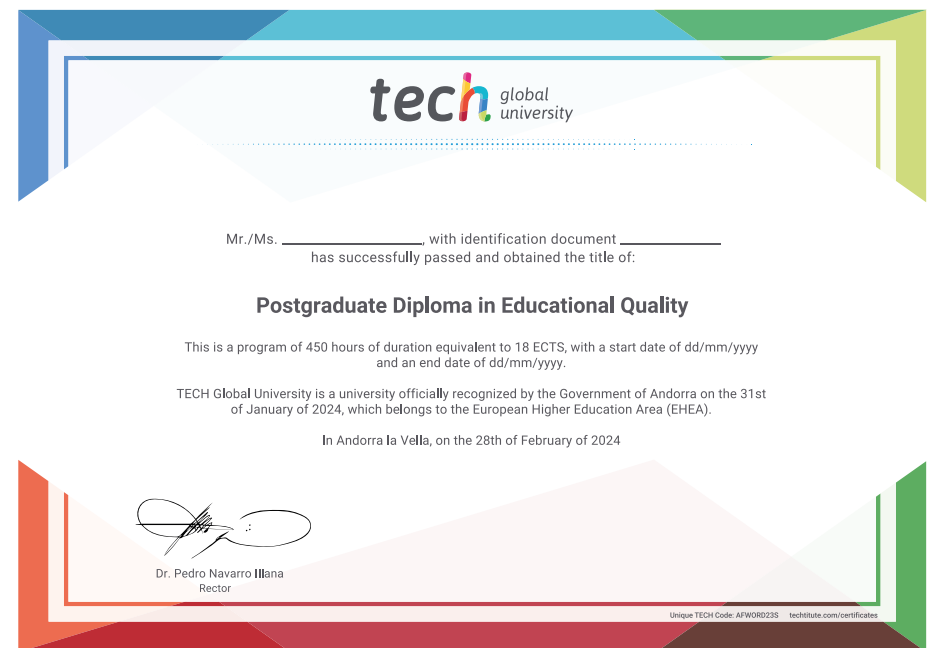 tech global
university
Mr./Ms. ____________________, with identification document ______________
has successfully passed and obtained the title of:
Postgraduate Diploma in Educational Quality
This is a program of 450 hours of duration equivalent to 18 ECTS, with a start date of dd/mm/yyyy
and an end date of dd/mm/yyyy.
TECH Global University is a university officially recognized by the Government of Andorra on the 31st
of January of 2024, which belongs to the European Higher Education Area (EHEA).
In Andorra la Vella, on the 28th of February of 2024
Dr. Pedro Navarro Illana
Rector
Unique TECH Code: AFWORD23S techtitute.com/certificates